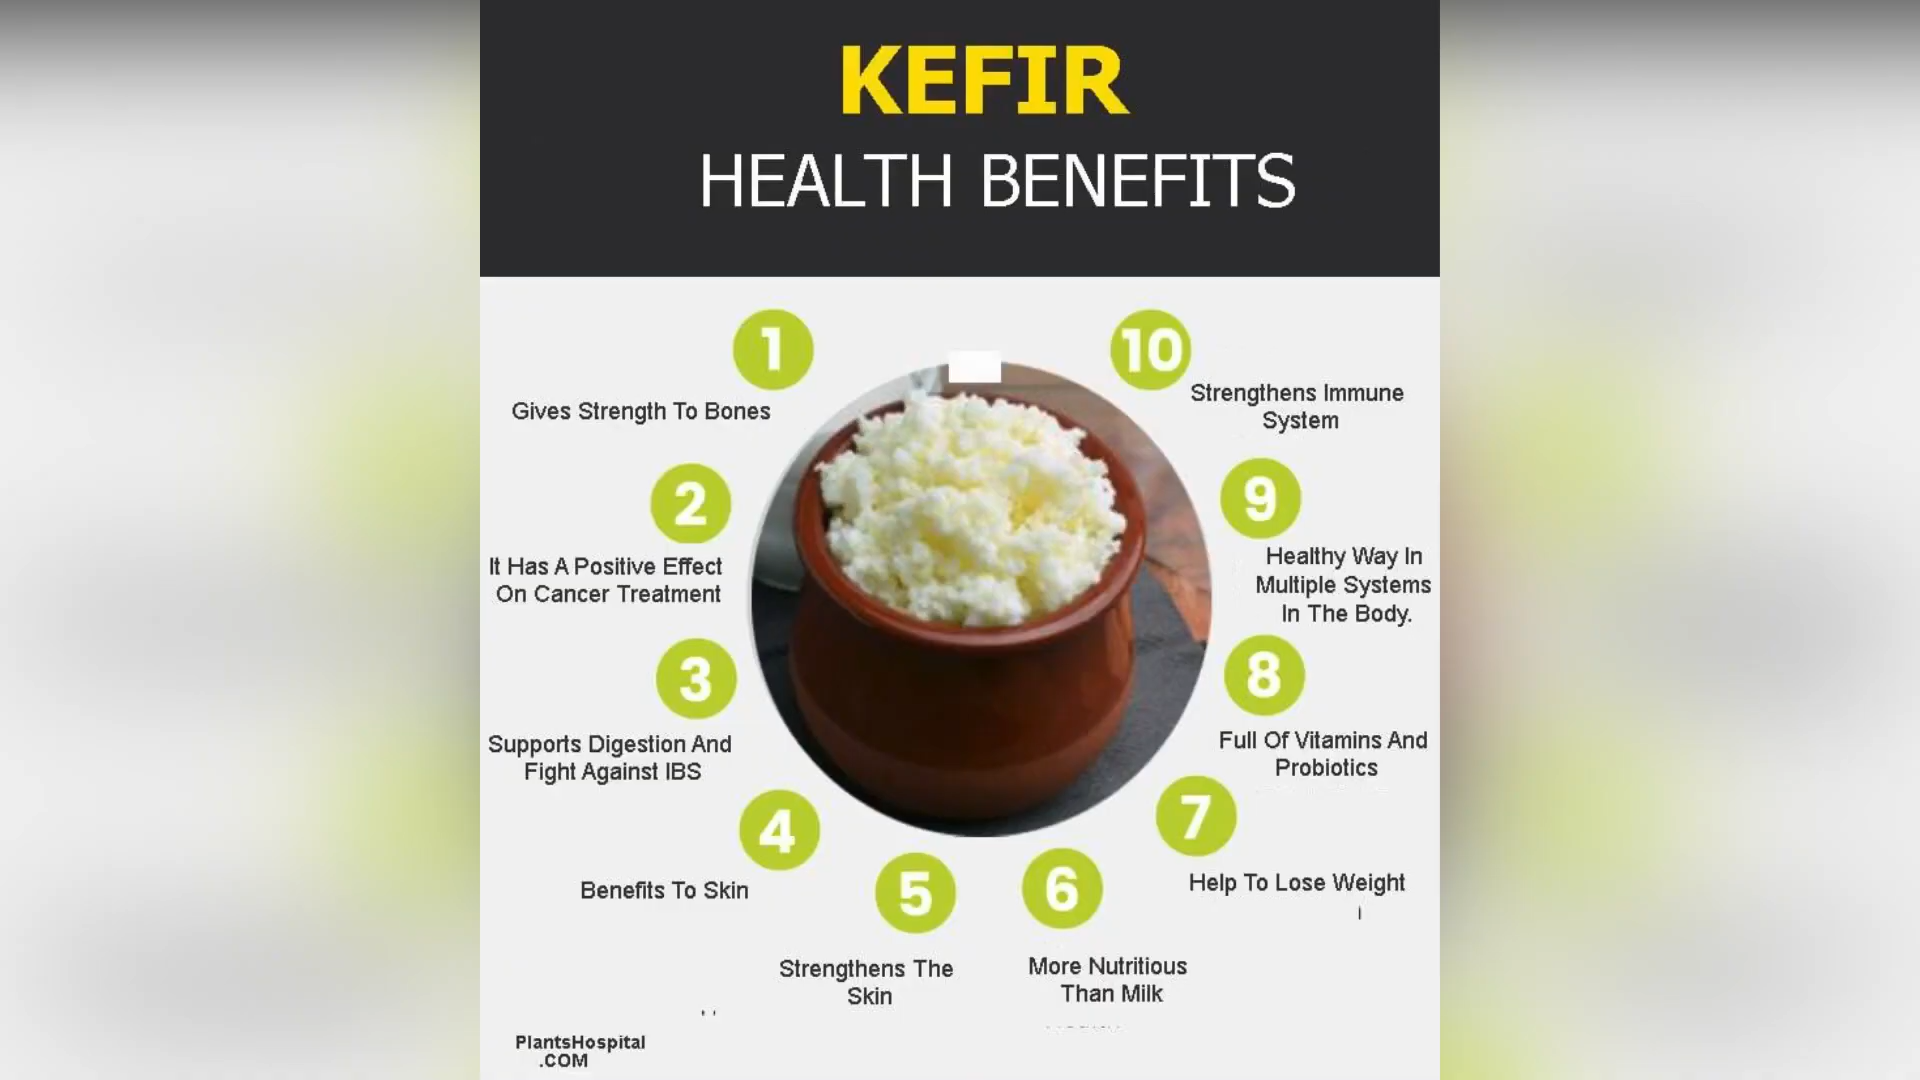 KEFIR
HEALTH BENEFITS
1
Gives Strength To Bones
2
It Has A Positive Effect
On Cancer Treatment
3
Supports Digestion And
Fight Against IBS
4
Benefits To Skin
5
Strengthens The
Skin
6
More Nutritious
Than Milk
7
Help To Lose Weight
8
Full Of Vitamins And
Probiotics
9
Healthy Way In
Multiple Systems
In The Body.
10
Strengthens Immune
System
PlantsHospital
.COM